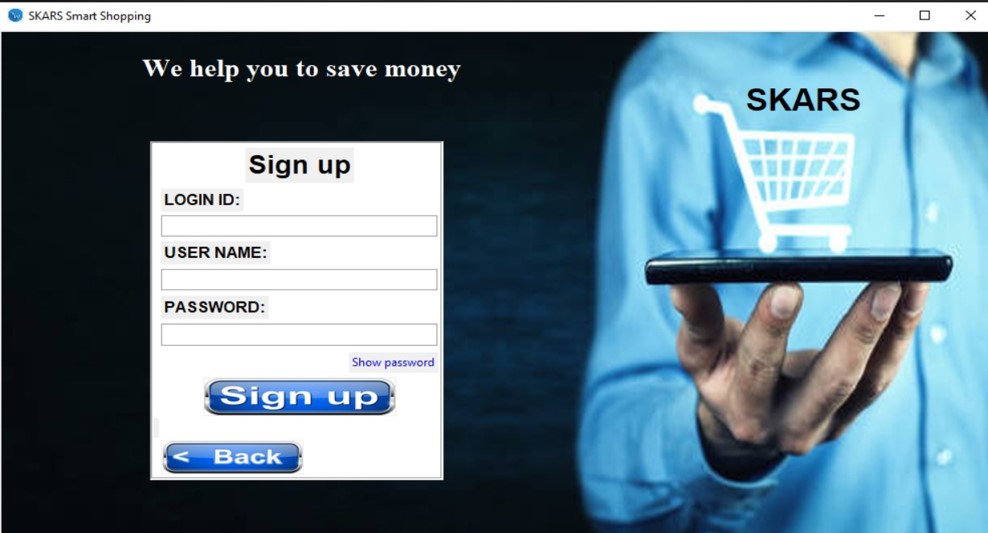 SKARS Smart Shopping
We help you to save money
SKARS
Sign up
LOGIN ID:
USER NAME:
PASSWORD:
Show password
Sign up
< Back